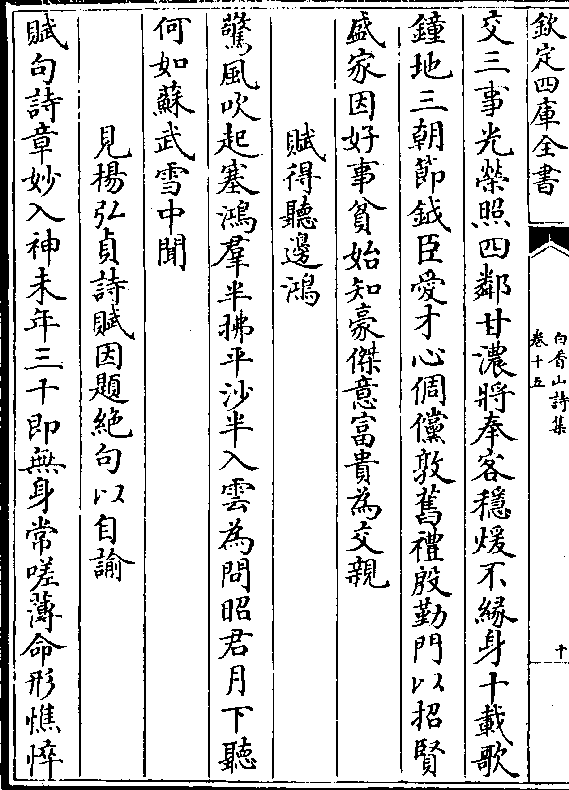 欽定四庫全書
白香山詩集
卷十五
十
交三事光榮照四鄰甘濃將奉客穩煖不緣身十載歌
鐘地三朝節鉞臣愛才心倜儻敦舊禮殷勤門以招賢
盛家因好事貧始知豪傑意富貴為交親
賦得聽邊鴻
驚風吹起塞鴻羣半拂平沙半入雲為問昭君月下聽
何如蘇武雪中聞
見楊弘貞詩賦因題絕句以自諭
賦句詩章妙入神未年三十即無身常嗟薄命形憔悴